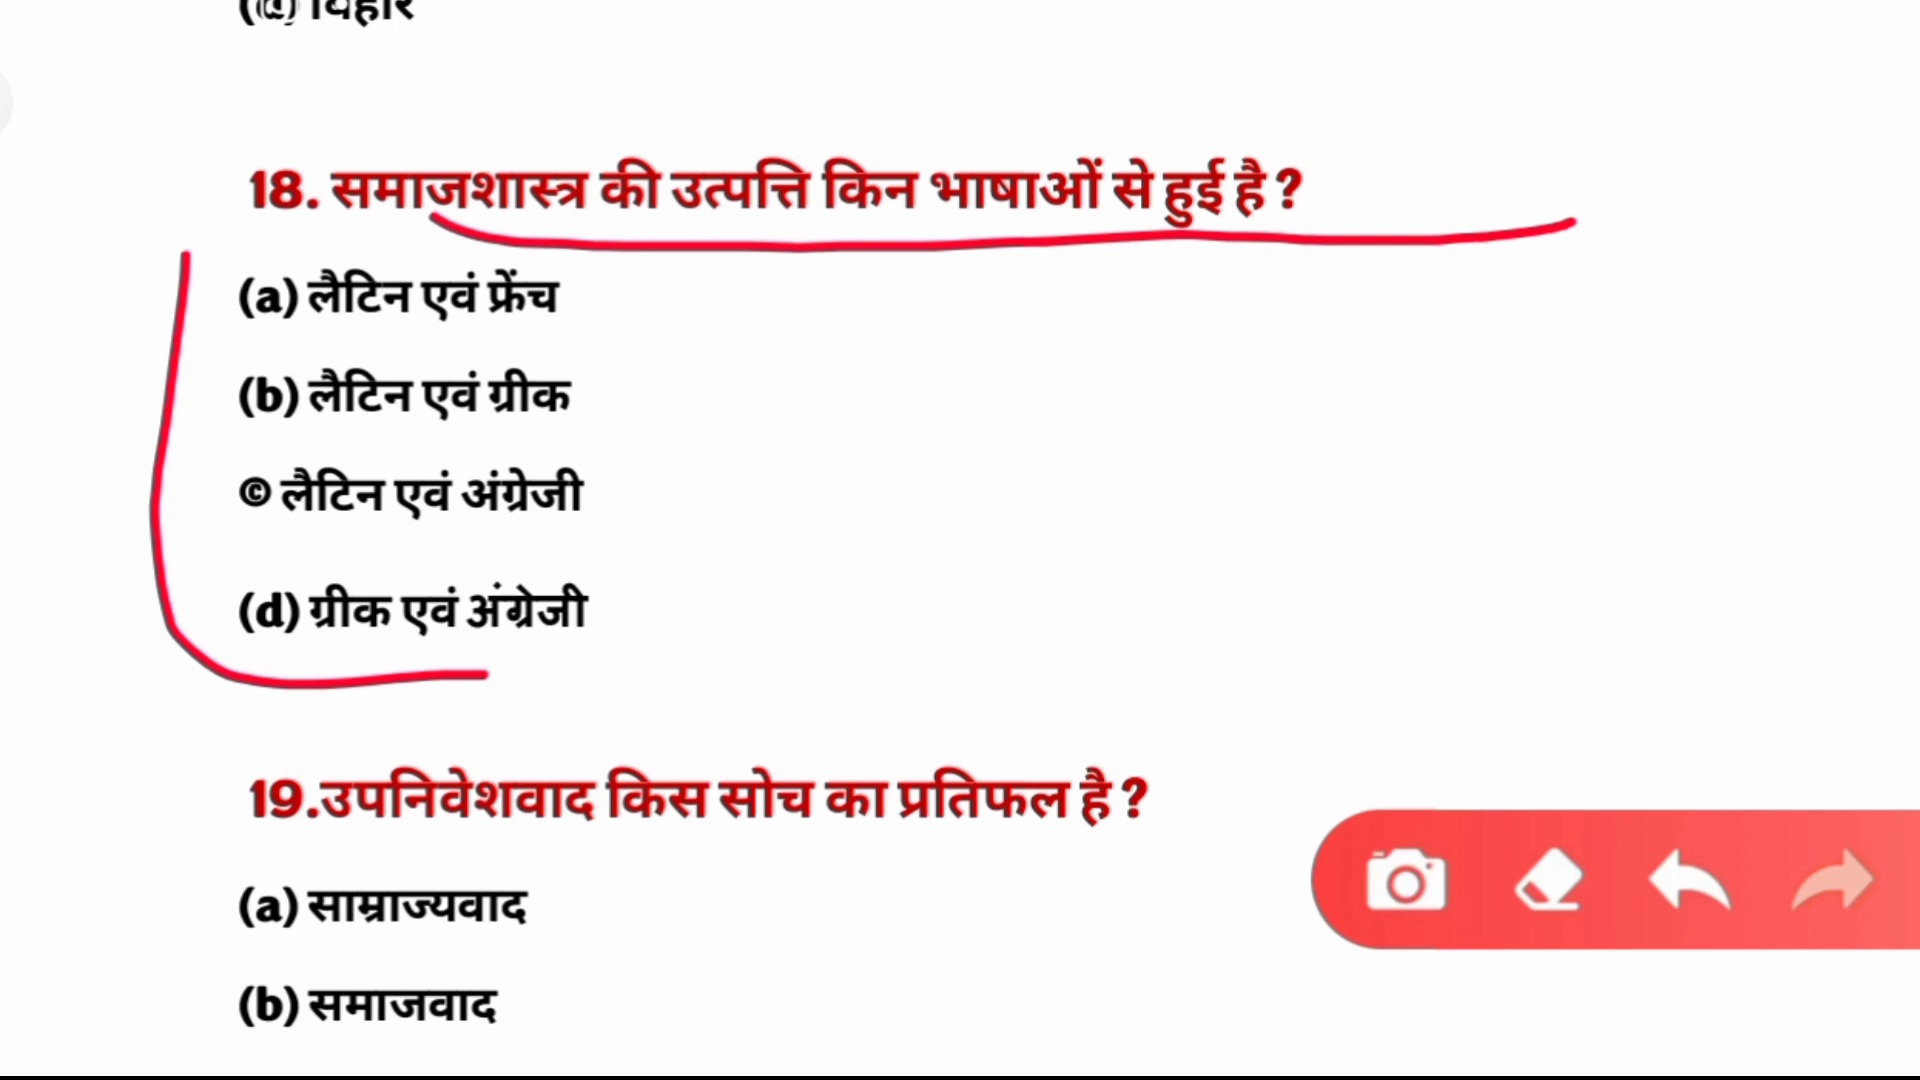 (d) विहार
18. समाजशास्त्र की उत्पत्ति किन भाषाओं से हुई है ?
(a) लैटिन एवं फ्रेंच
(b) लैटिन एवं ग्रीक
© लैटिन एवं अंग्रेजी
(d) ग्रीक एवं अंग्रेजी
19.उपनिवेशवाद किस सोच का प्रतिफल है ?
(a) साम्राज्यवाद
(b) समाजवाद